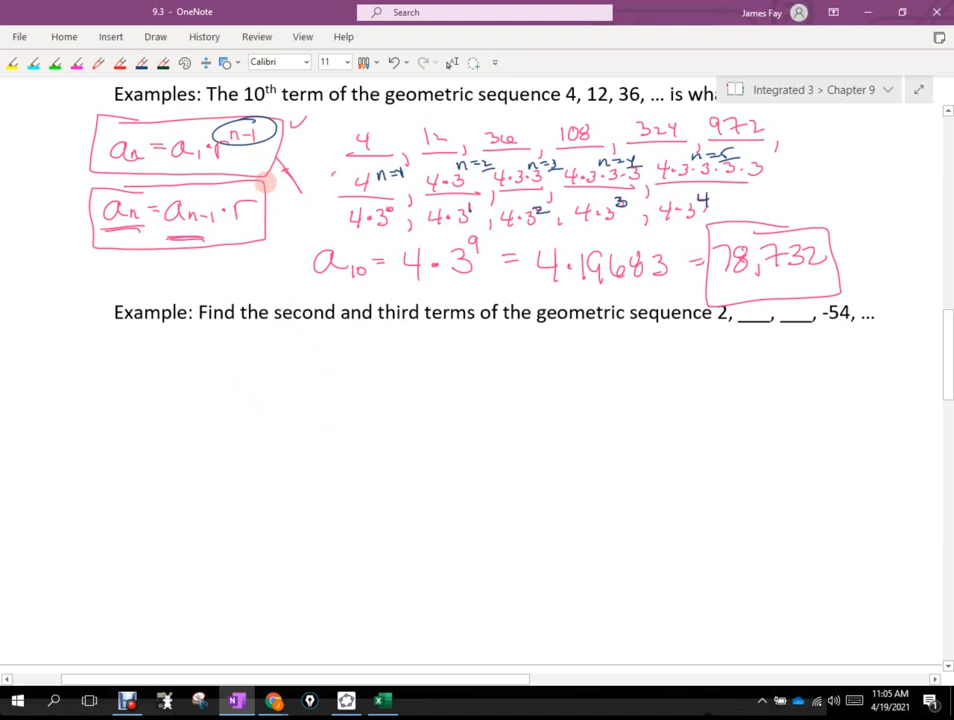 9.3 - OneNote
Search
James Fay
File Home Insert Draw History Review View Help
Calibri 11
Integrated 3 > Chapter 9
Examples: The 10th term of the geometric sequence 4, 12, 36, … is wha
aₙ = a₁ · r^(n-1)
4, 12, 36, 108, 324, 972,
4 n=1, 4·3 n=2, 4·3·3 n=3, 4·3·3·3 n=4, 4·3·3·3·3 n=5
aₙ = aₙ₋₁ · r
4·3⁰, 4·3¹, 4·3², 4·3³, 4·3⁴
a₁₀ = 4 · 3⁹ = 4·19683 = 78,732
Example: Find the second and third terms of the geometric sequence 2, ___, ___, -54, …
11:05 AM
4/19/2021